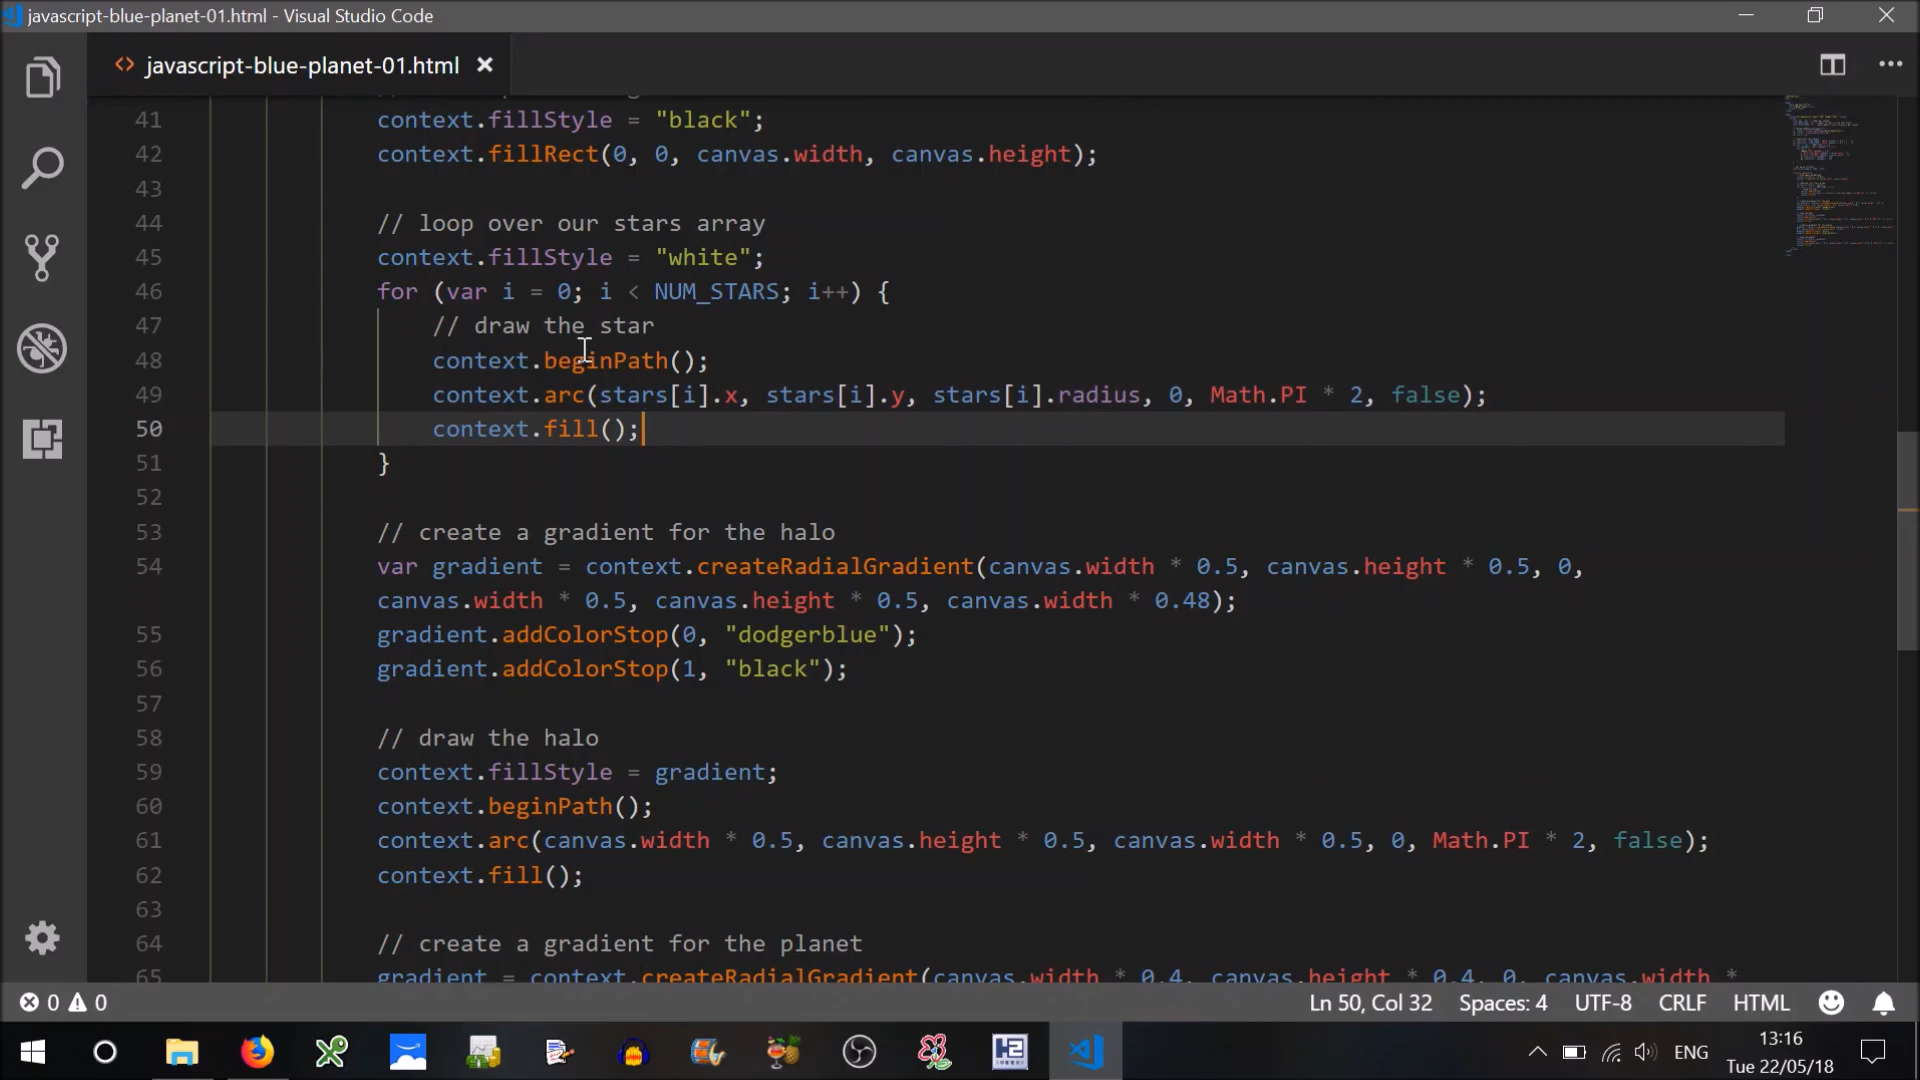 javascript-blue-planet-01.html - Visual Studio Code
<> javascript-blue-planet-01.html ×
41 context.fillStyle = "black";
42 context.fillRect(0, 0, canvas.width, canvas.height);
43
44 // loop over our stars array
45 context.fillStyle = "white";
46 for (var i = 0; i < NUM_STARS; i++) {
47 // draw the star
48 context.beginPath();
49 context.arc(stars[i].x, stars[i].y, stars[i].radius, 0, Math.PI * 2, false);
50 context.fill();
51 }
52
53 // create a gradient for the halo
54 var gradient = context.createRadialGradient(canvas.width * 0.5, canvas.height * 0.5, 0,
canvas.width * 0.5, canvas.height * 0.5, canvas.width * 0.48);
55 gradient.addColorStop(0, "dodgerblue");
56 gradient.addColorStop(1, "black");
57
58 // draw the halo
59 context.fillStyle = gradient;
60 context.beginPath();
61 context.arc(canvas.width * 0.5, canvas.height * 0.5, canvas.width * 0.5, 0, Math.PI * 2, false);
62 context.fill();
63
64 // create a gradient for the planet
65 gradient = context.createRadialGradient(canvas.width * 0.4, canvas.height * 0.4, 0, canvas.width *
0 0 Ln 50, Col 32 Spaces: 4 UTF-8 CRLF HTML
ENG 13:16
Tue 22/05/18